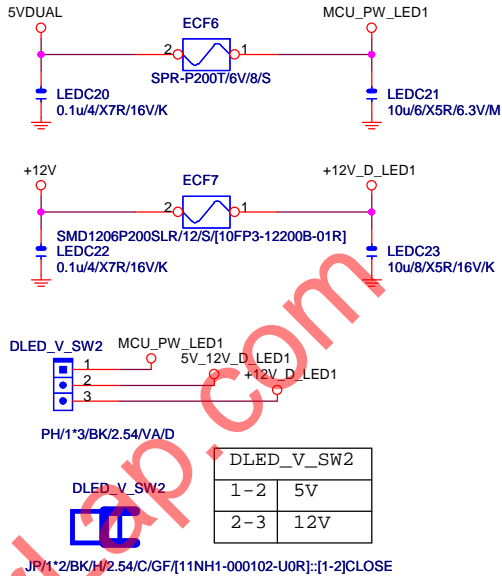 5VDUAL
ECF6
MCU_PW_LED1
2
1
SPR-P200T/6V/8/S
LEDC20
0.1u/4/X7R/16V/K
LEDC21
10u/6/X5R/6.3V/M
+12V
ECF7
+12V_D_LED1
2
1
SMD1206P200SLR/12/S/[10FP3-12200B-01R]
LEDC22
0.1u/4/X7R/16V/K
LEDC23
10u/8/X5R/16V/K
DLED_V_SW2
MCU_PW_LED1
5V_12V_D_LED1
+12V_D_LED1
1
2
3
PH/1*3/BK/2.54/VA/D
DLED_V_SW2
DLED_V_SW2
1-2 5V
2-3 12V
JP/1*2/BK/H/2.54/C/GF/[11NH1-000102-U0R]::[1-2]CLOSE
ap.com